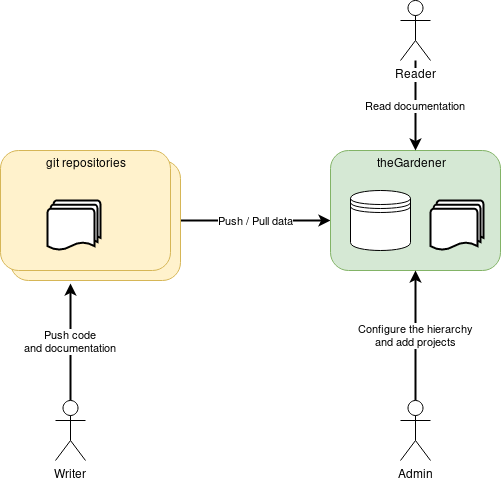 Reader
Read documentation
git repositories
theGardener
Push / Pull data
Push code
and documentation
Configure the hierarchy
and add projects
Writer
Admin